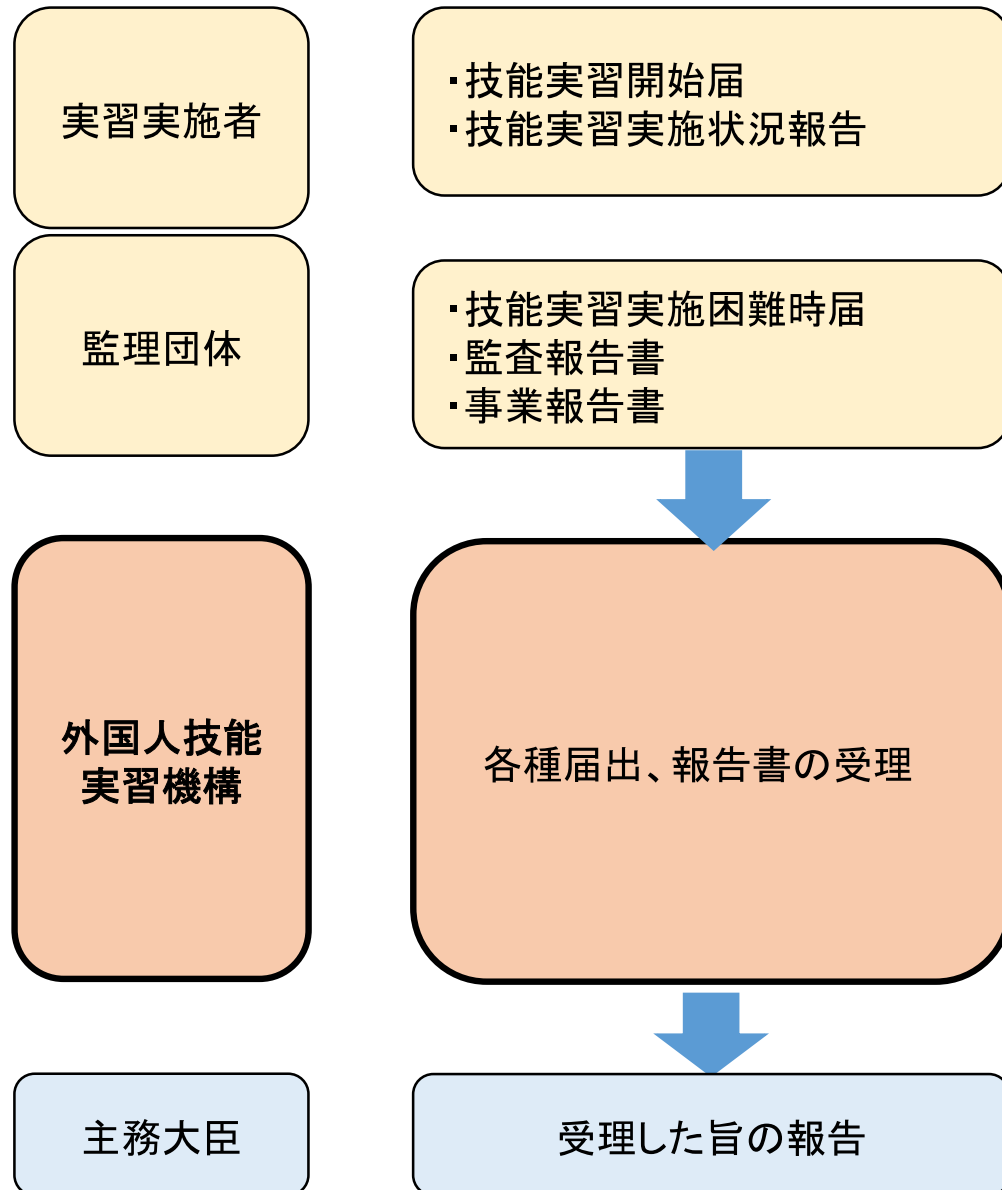 実習実施者
・技能実習開始届
・技能実習実施状況報告
監理団体
・技能実習実施困難時届
・監査報告書
・事業報告書
外国人技能
実習機構
各種届出、報告書の受理
主務大臣
受理した旨の報告